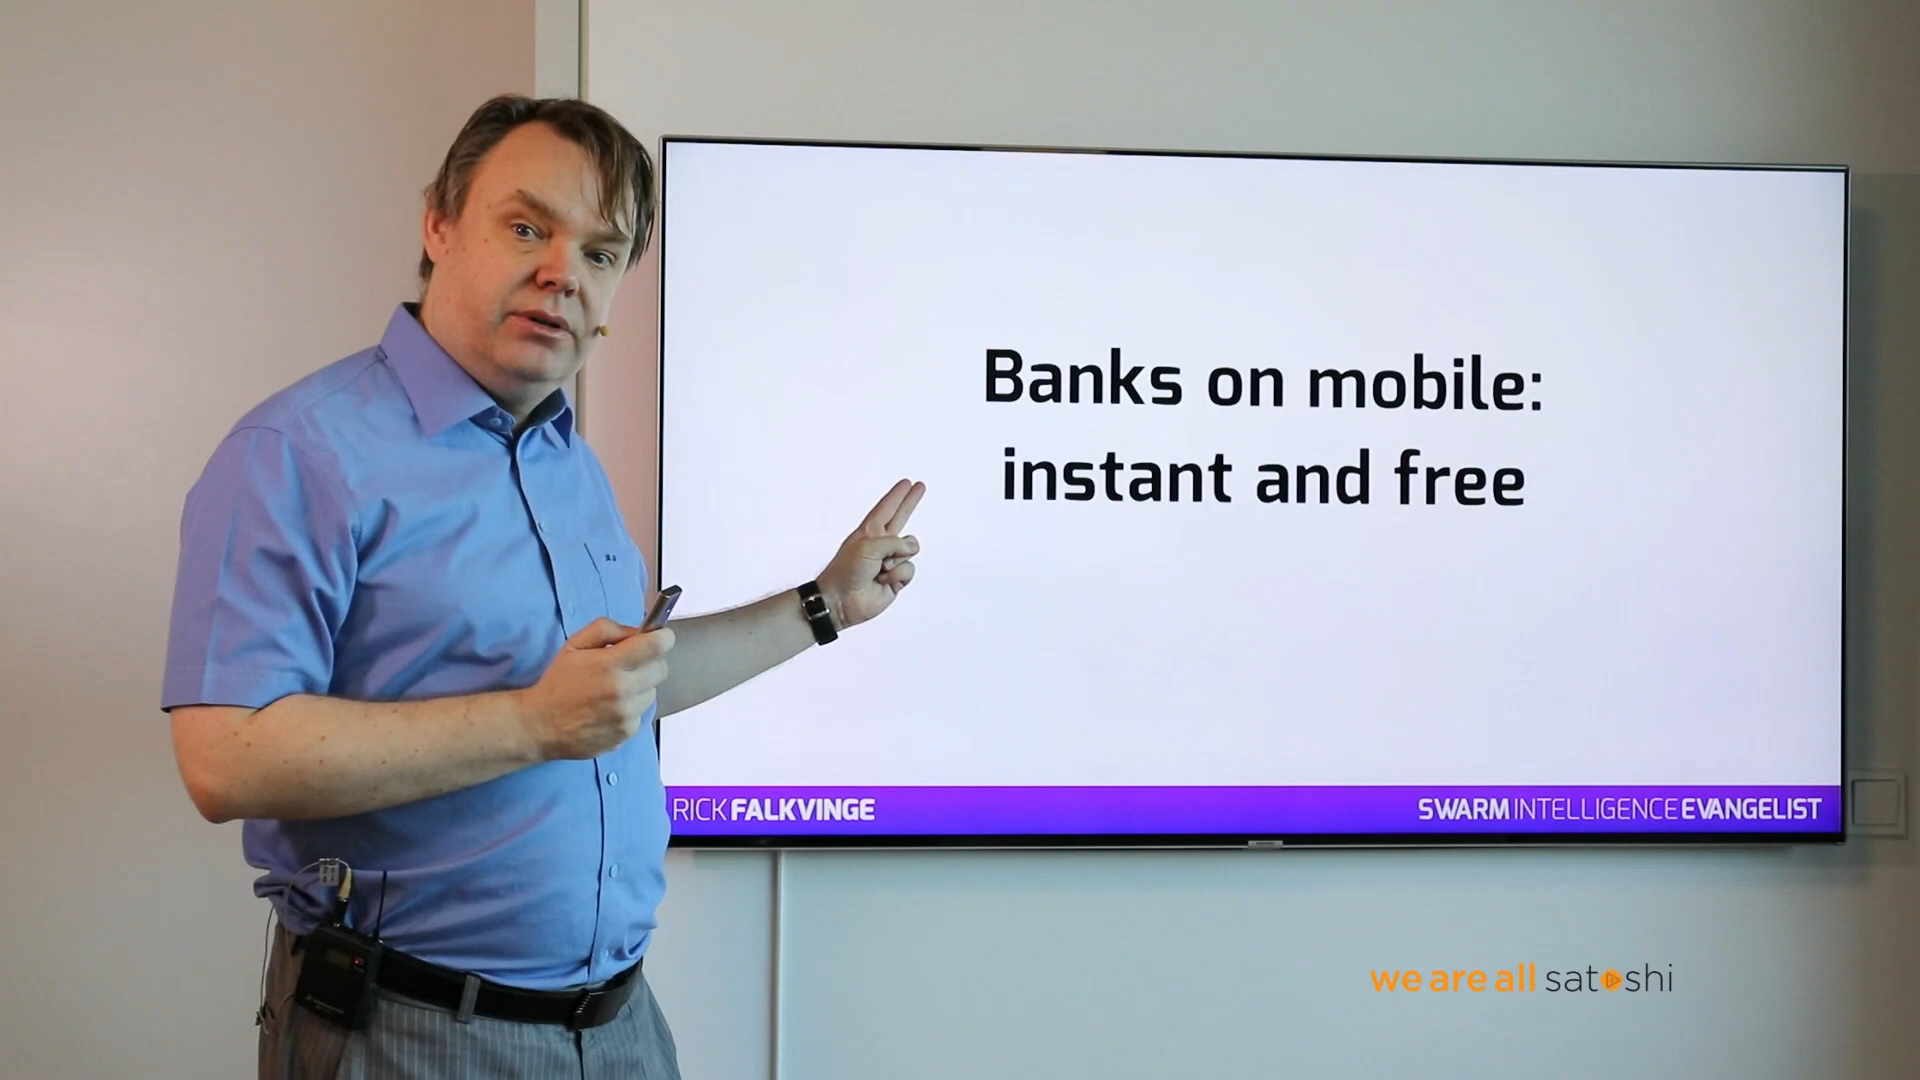 Banks on mobile:
instant and free
RICK FALKVINGE
SWARM INTELLIGENCE EVANGELIST
we are all satoshi